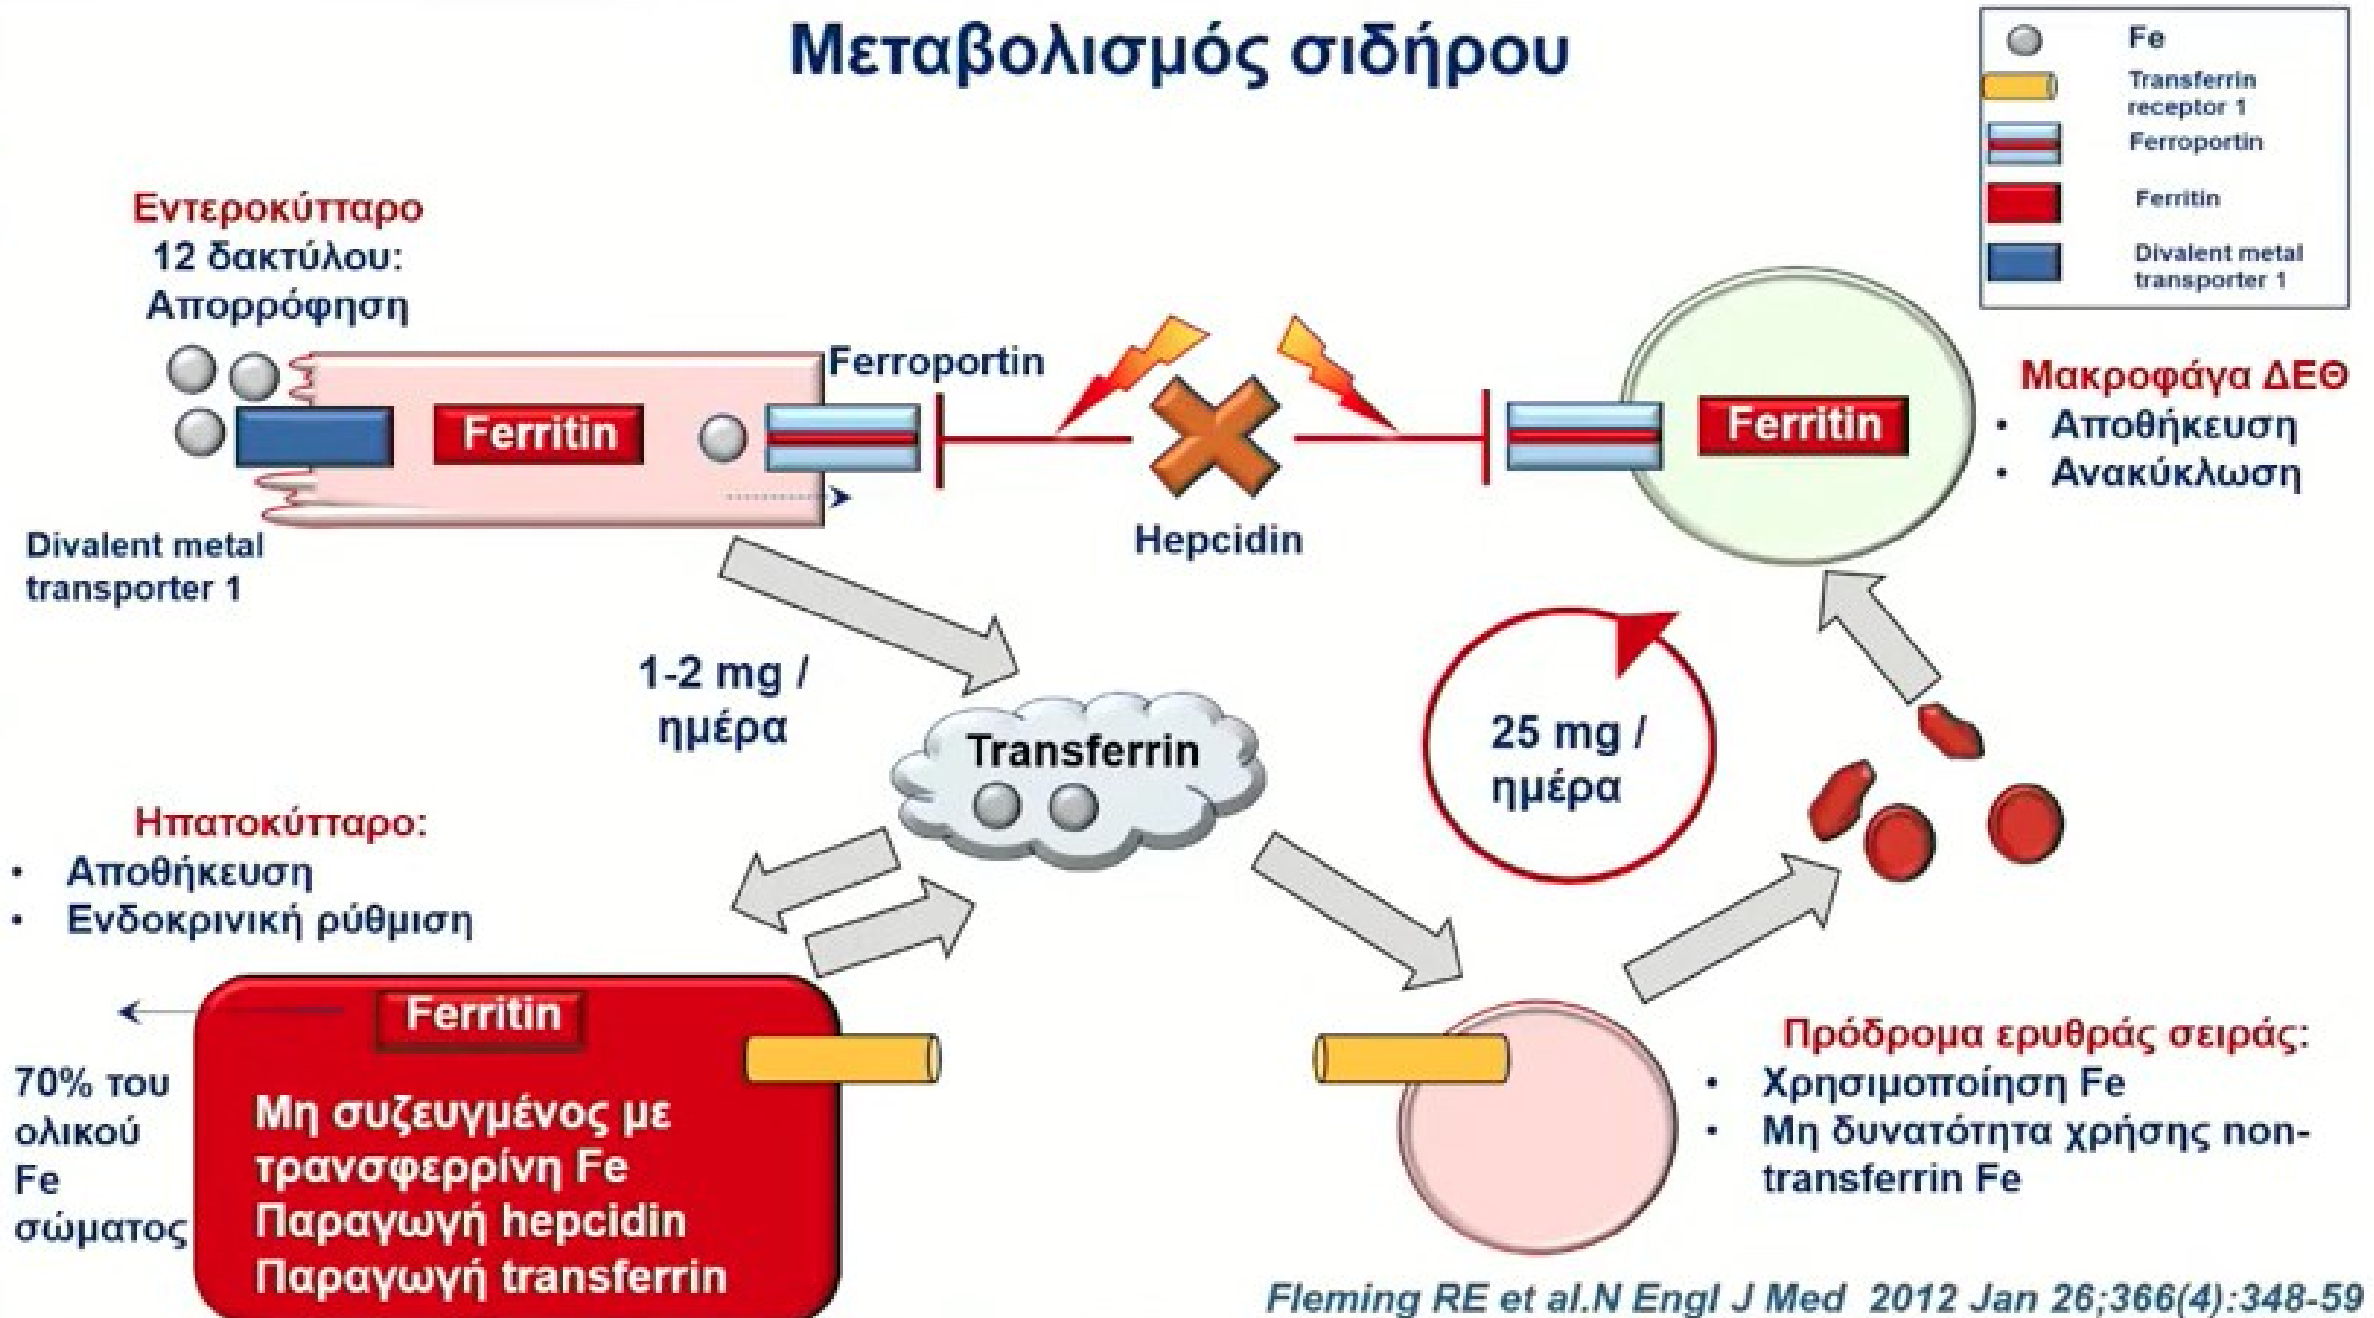 Μεταβολισμός σιδήρου
Fe
Transferrin
receptor 1
Ferroportin
Ferritin
Divalent metal
transporter 1
Εντεροκύτταρο
12 δακτύλου:
Απορρόφηση
Ferroportin
Ferritin
Divalent metal
transporter 1
Hepcidin
Ferritin
Μακροφάγα ΔΕΘ
• Αποθήκευση
• Ανακύκλωση
1-2 mg /
ημέρα
Transferrin
25 mg /
ημέρα
Ηπατοκύτταρο:
• Αποθήκευση
• Ενδοκρινική ρύθμιση
Ferritin
70% του
ολικού
Fe
σώματος
Μη συζευγμένος με
τρανσφερρίνη Fe
Παραγωγή hepcidin
Παραγωγή transferrin
Πρόδρομα ερυθράς σειράς:
• Χρησιμοποίηση Fe
• Μη δυνατότητα χρήσης non-
transferrin Fe
Fleming RE et al.N Engl J Med 2012 Jan 26;366(4):348-59